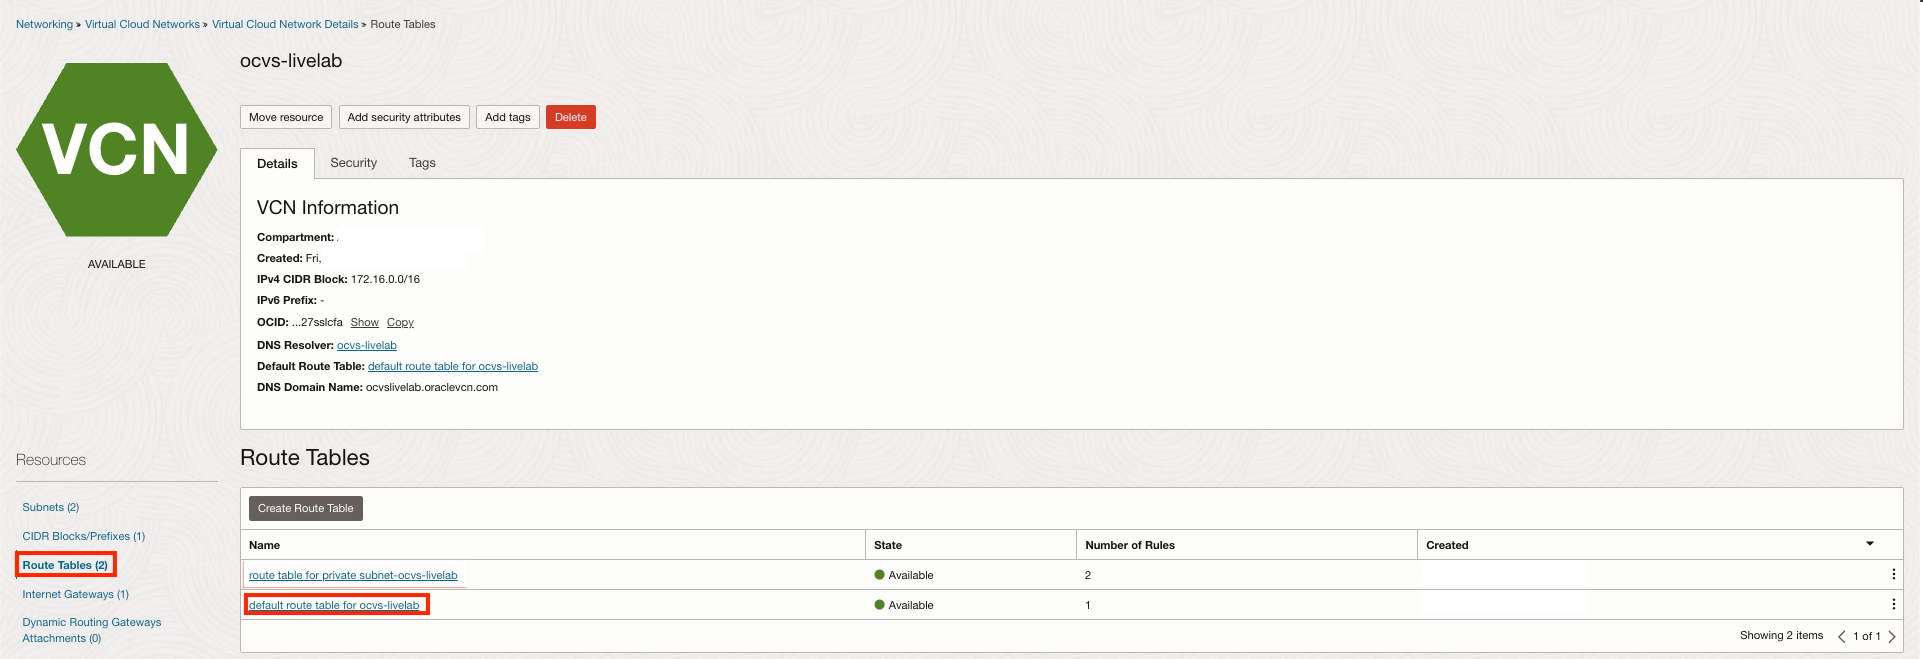 Networking » Virtual Cloud Networks » Virtual Cloud Network Details » Route Tables
VCN
AVAILABLE
ocvs-livelab
Move resource Add security attributes Add tags Delete
Details Security Tags
VCN Information
Compartment:
Created: Fri,
IPv4 CIDR Block: 172.16.0.0/16
IPv6 Prefix: -
OCID: ...27sslcfa Show Copy
DNS Resolver: ocvs-livelab
Default Route Table: default route table for ocvs-livelab
DNS Domain Name: ocvslivelab.oraclevcn.com
Resources
Subnets (2)
CIDR Blocks/Prefixes (1)
Route Tables (2)
Internet Gateways (1)
Dynamic Routing Gateways
Attachments (0)
Route Tables
Create Route Table
Name State Number of Rules Created
route table for private subnet-ocvs-livelab Available 2
default route table for ocvs-livelab Available 1
Showing 2 items 1 of 1